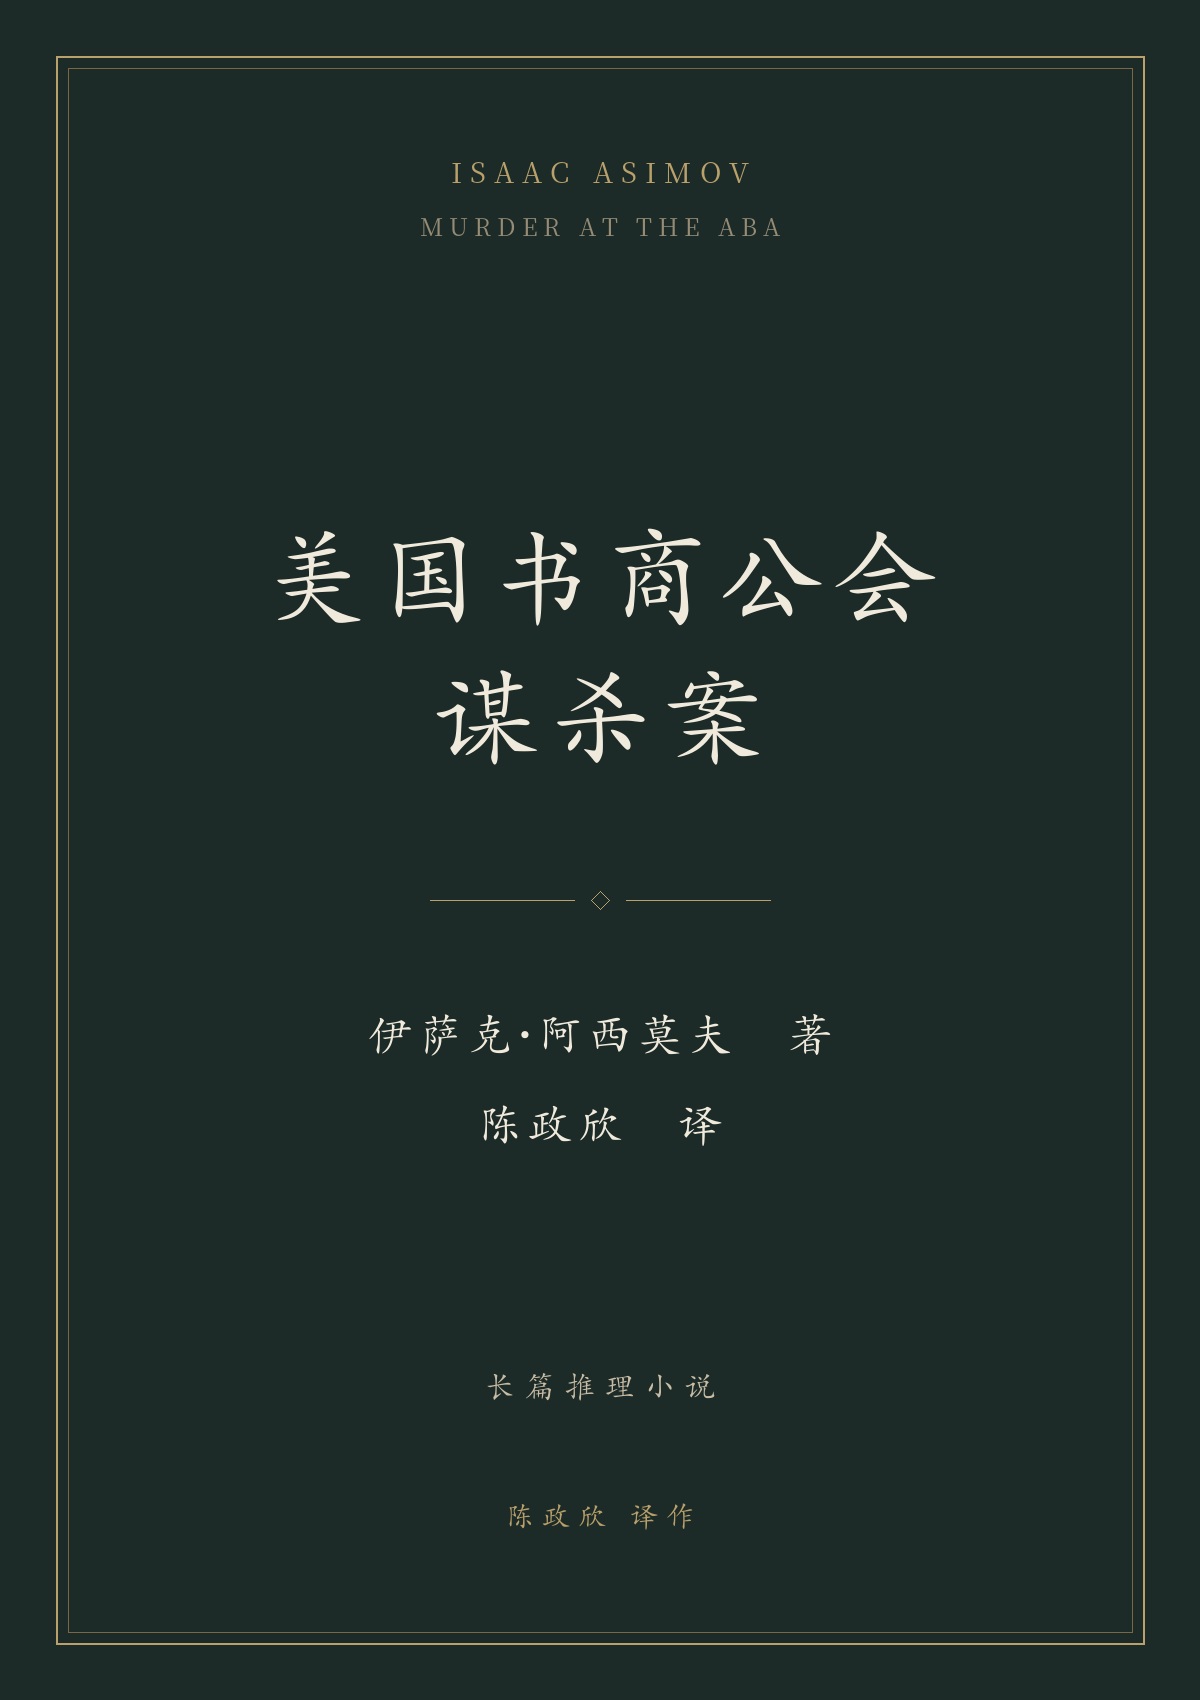 ISAAC ASIMOV
MURDER AT THE ABA
美国书商公会
谋杀案
伊萨克·阿西莫夫　著
陈政欣　译
长篇推理小说
陈政欣 译作